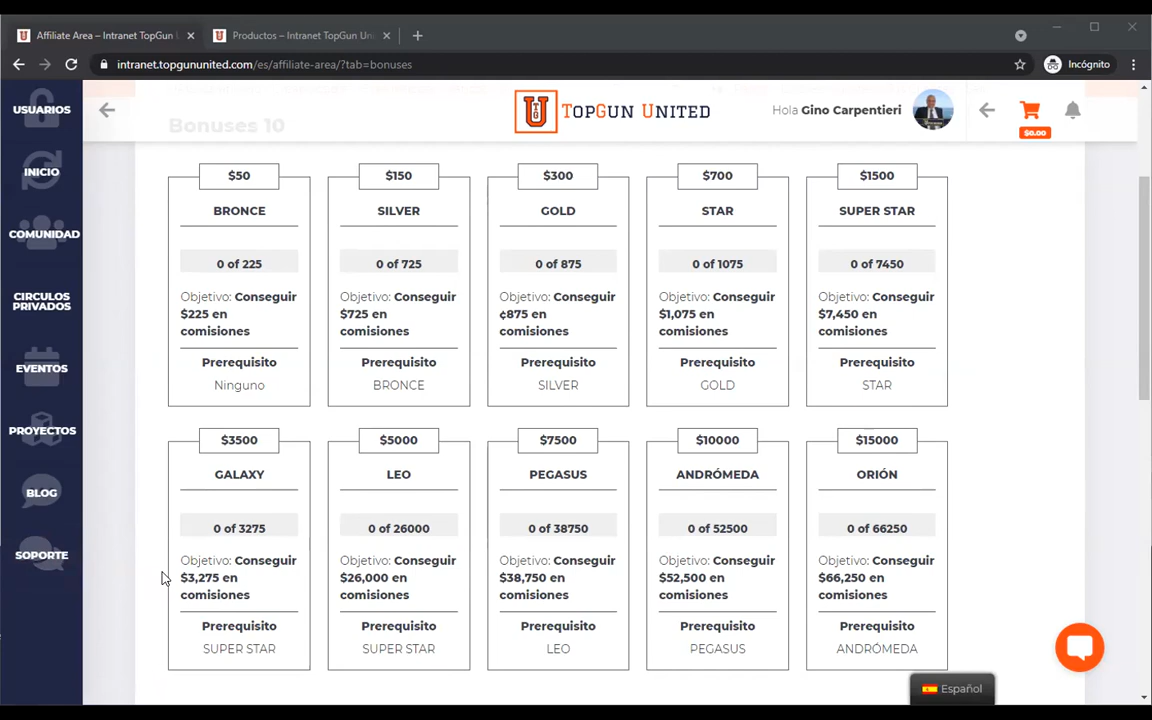 Affiliate Area – Intranet TopGun
Productos – Intranet TopGun Un
intranet.topgununited.com/es/affiliate-area/?tab=bonuses
Incógnito
USUARIOS
INICIO
COMUNIDAD
CIRCULOS
PRIVADOS
EVENTOS
PROYECTOS
BLOG
SOPORTE
TOPGUN UNITED
Hola Gino Carpentieri
$0.00
Bonuses 10
$50
BRONCE
0 of 225
Objetivo: Conseguir
$225 en
comisiones
Prerequisito
Ninguno
$150
SILVER
0 of 725
Objetivo: Conseguir
$725 en
comisiones
Prerequisito
BRONCE
$300
GOLD
0 of 875
Objetivo: Conseguir
¢875 en
comisiones
Prerequisito
SILVER
$700
STAR
0 of 1075
Objetivo: Conseguir
$1,075 en
comisiones
Prerequisito
GOLD
$1500
SUPER STAR
0 of 7450
Objetivo: Conseguir
$7,450 en
comisiones
Prerequisito
STAR
$3500
GALAXY
0 of 3275
Objetivo: Conseguir
$3,275 en
comisiones
Prerequisito
SUPER STAR
$5000
LEO
0 of 26000
Objetivo: Conseguir
$26,000 en
comisiones
Prerequisito
SUPER STAR
$7500
PEGASUS
0 of 38750
Objetivo: Conseguir
$38,750 en
comisiones
Prerequisito
LEO
$10000
ANDRÓMEDA
0 of 52500
Objetivo: Conseguir
$52,500 en
comisiones
Prerequisito
PEGASUS
$15000
ORIÓN
0 of 66250
Objetivo: Conseguir
$66,250 en
comisiones
Prerequisito
ANDRÓMEDA
Español